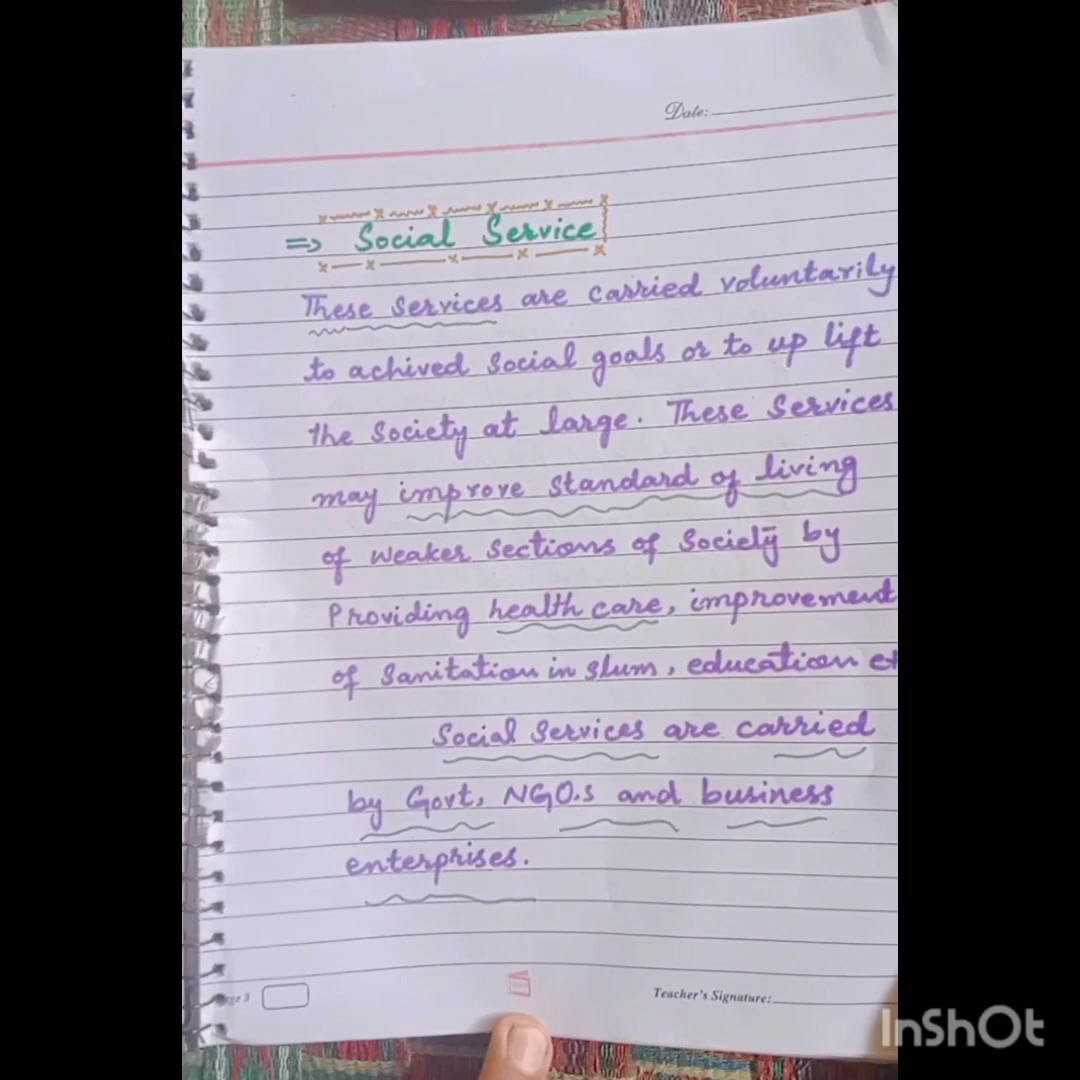 Date:
=> Social Service
These Services are carried voluntarily
to achived social goals or to up lift
the Society at large. These Services
may improve standard of living
of weaker sections of Society by
Providing health care, improvement
of Sanitation in slum, education et
Social Services are carried
by Govt, NGO.s and business
enterprises.
Teacher's Signature:
InShOt